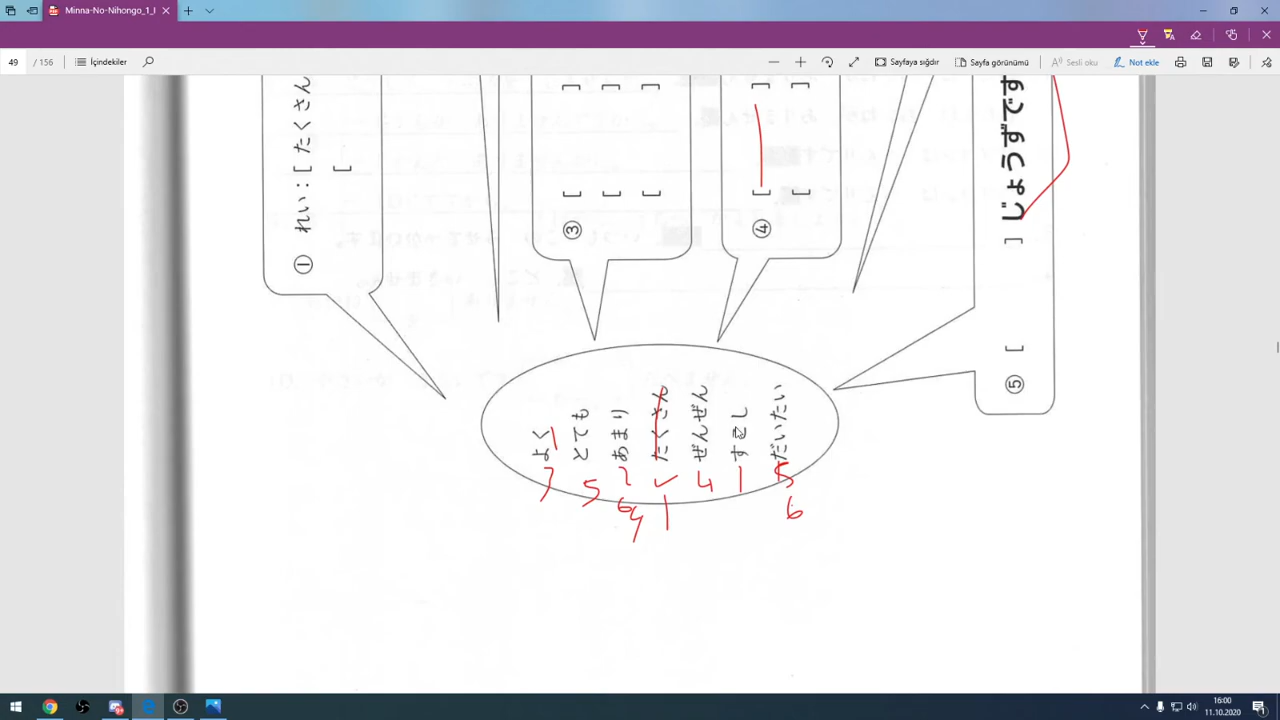 Minna-No-Nihongo_1_I
49 / 156
İçindekiler
Sayfaya sığdır
Sayfa görünümü
Sesli oku
Not ekle
① れい：[ たくさん
[
③ [ ]
[ ]
[ ]
④ [ ]
[ ]
⑤ [ ] じょうずです
よく
とても
あまり
たくさん
ぜんぜん
すこし
だいたい
3 5 2 ✓ 4 1 5
6 4 1 6
16:00
11.10.2020